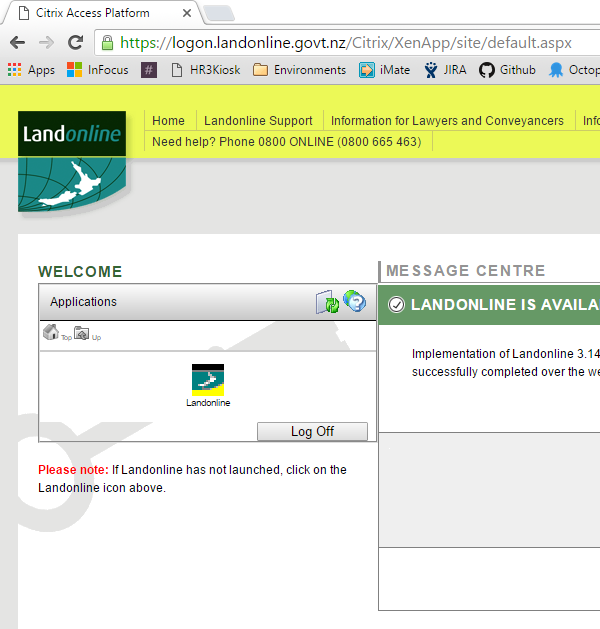 Citrix Access Platform
https://logon.landonline.govt.nz/Citrix/XenApp/site/default.aspx
Apps InFocus # HR3Kiosk Environments iMate JIRA Github Octop
Landonline
Home Landonline Support Information for Lawyers and Conveyancers Info
Need help? Phone 0800 ONLINE (0800 665 463)
WELCOME
Applications
Top Up
Landonline
Log Off
Please note: If Landonline has not launched, click on the
Landonline icon above.
MESSAGE CENTRE
LANDONLINE IS AVAILA
Implementation of Landonline 3.14
successfully completed over the we